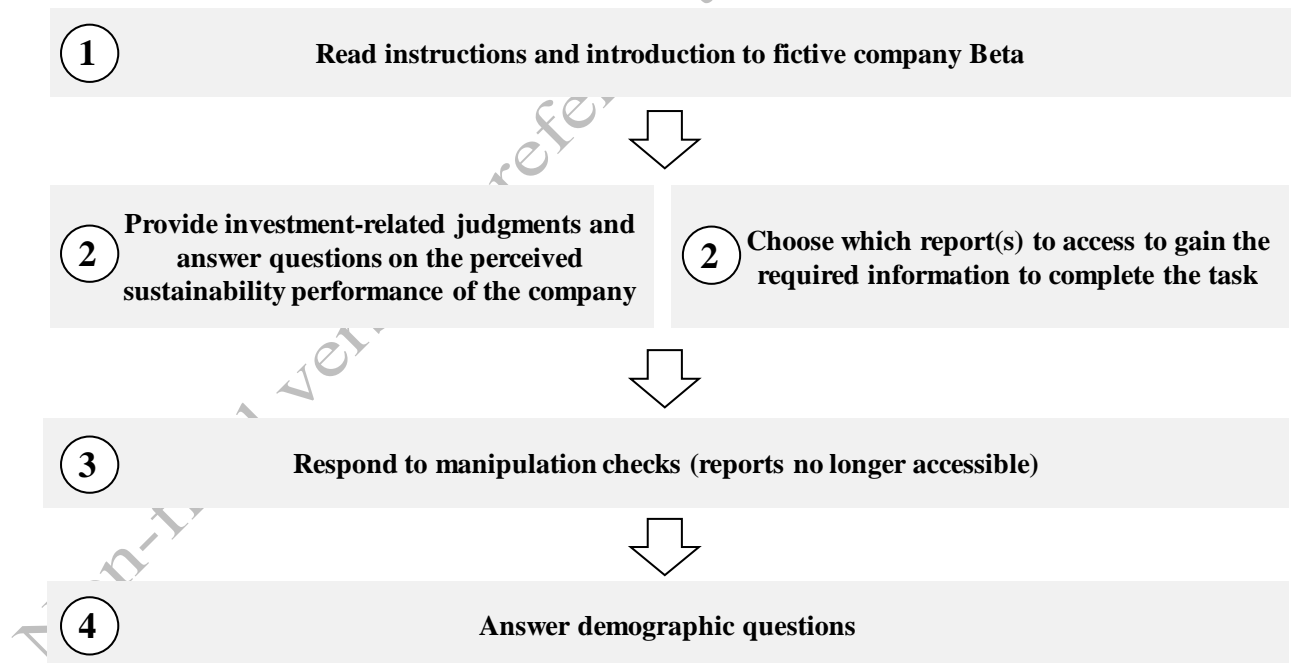 1
Read instructions and introduction to fictive company Beta
2
Provide investment-related judgments and
answer questions on the perceived
sustainability performance of the company
2
Choose which report(s) to access to gain the
required information to complete the task
3
Respond to manipulation checks (reports no longer accessible)
4
Answer demographic questions